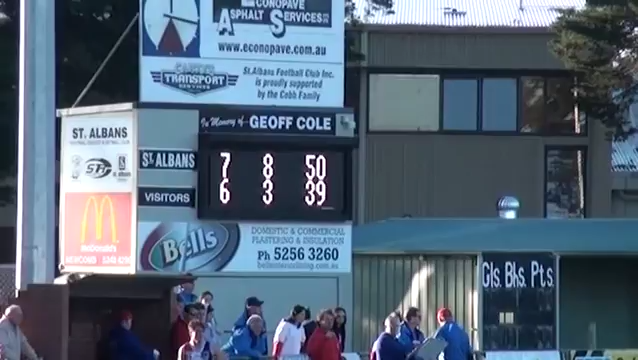 ECONOPAVE
ASPHALT SERVICES
www.econopave.com.au
TRANSPORT
St.Albans Football Club Inc.
is proudly supported
by the Cobb Family
In Memory of GEOFF COLE
ST. ALBANS
ST.ALBANS 7 8 50
VISITORS 6 3 39
McDonald's
Bells
DOMESTIC & COMMERCIAL
PLASTERING & INSULATION
Ph 5256 3260
Gls. Bhs. Pts.